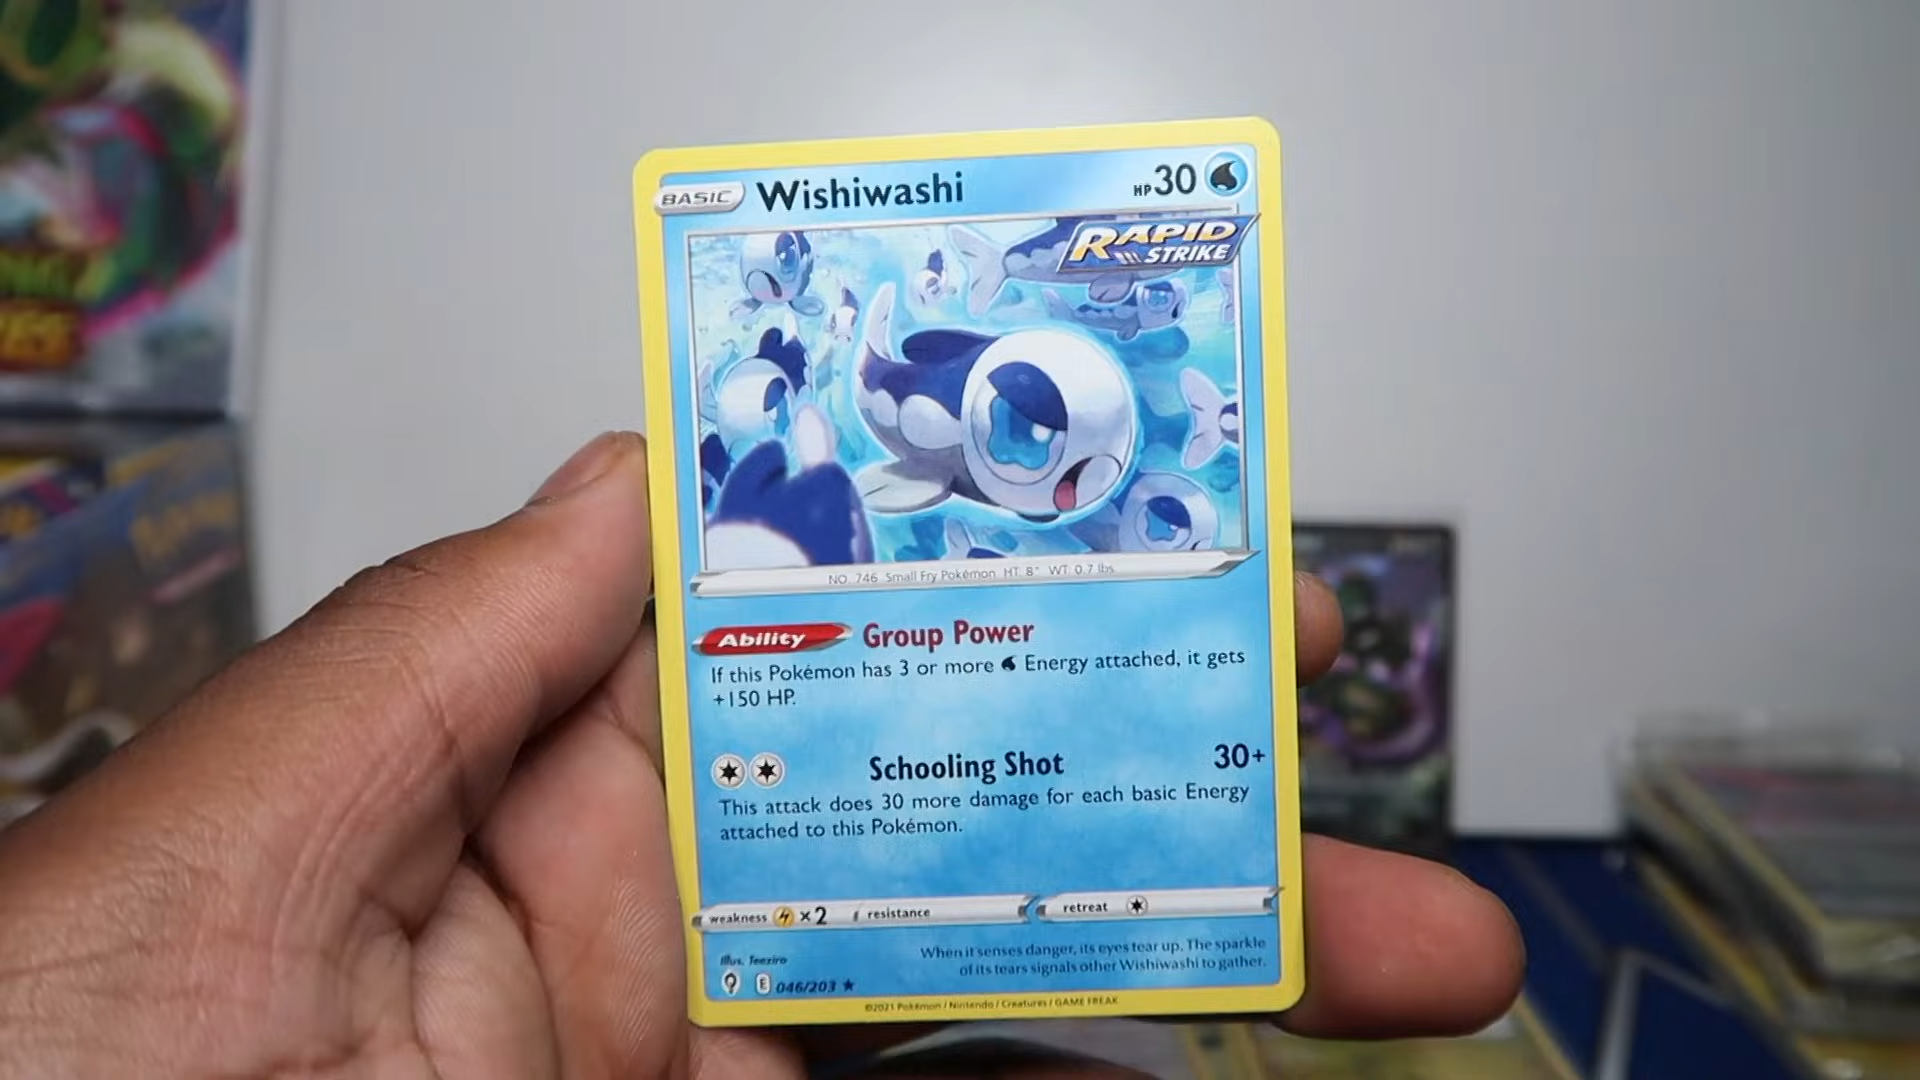 BASIC Wishiwashi HP 30
RAPID
STRIKE
NO. 746 Small Fry Pokémon HT: 8" WT: 0.7 lbs
Ability Group Power
If this Pokémon has 3 or more Energy attached, it gets
+150 HP.
Schooling Shot 30+
This attack does 30 more damage for each basic Energy
attached to this Pokémon.
weakness ×2 resistance retreat
When it senses danger, its eyes tear up. The sparkle
of its tears signals other Wishiwashi to gather.
Illus. Teeziro
E 046/203 ★
©2021 Pokémon / Nintendo / Creatures / GAME FREAK